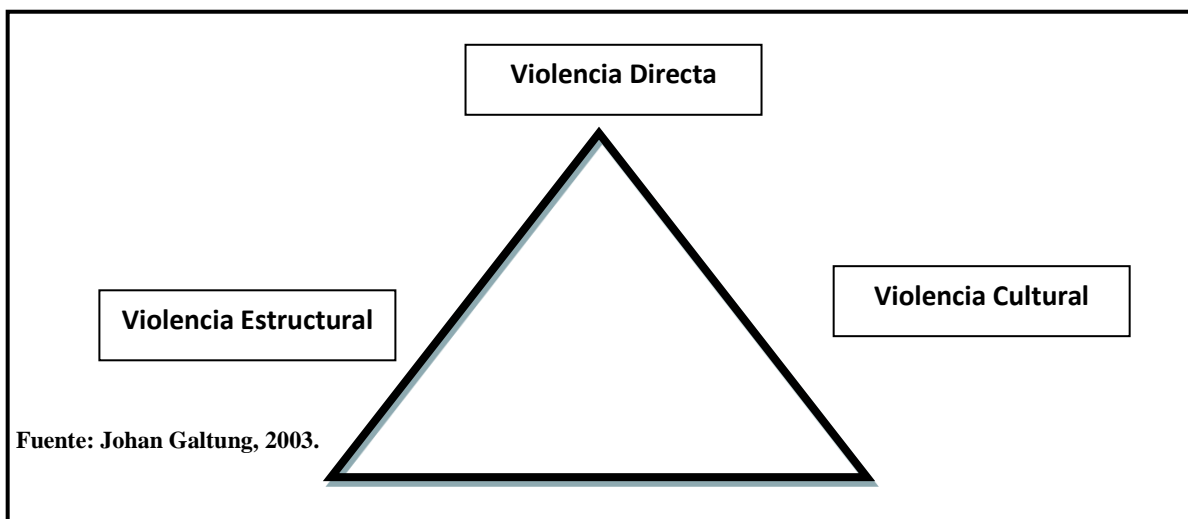 Violencia Directa
Violencia Cultural
Violencia Estructural
Fuente: Johan Galtung, 2003.